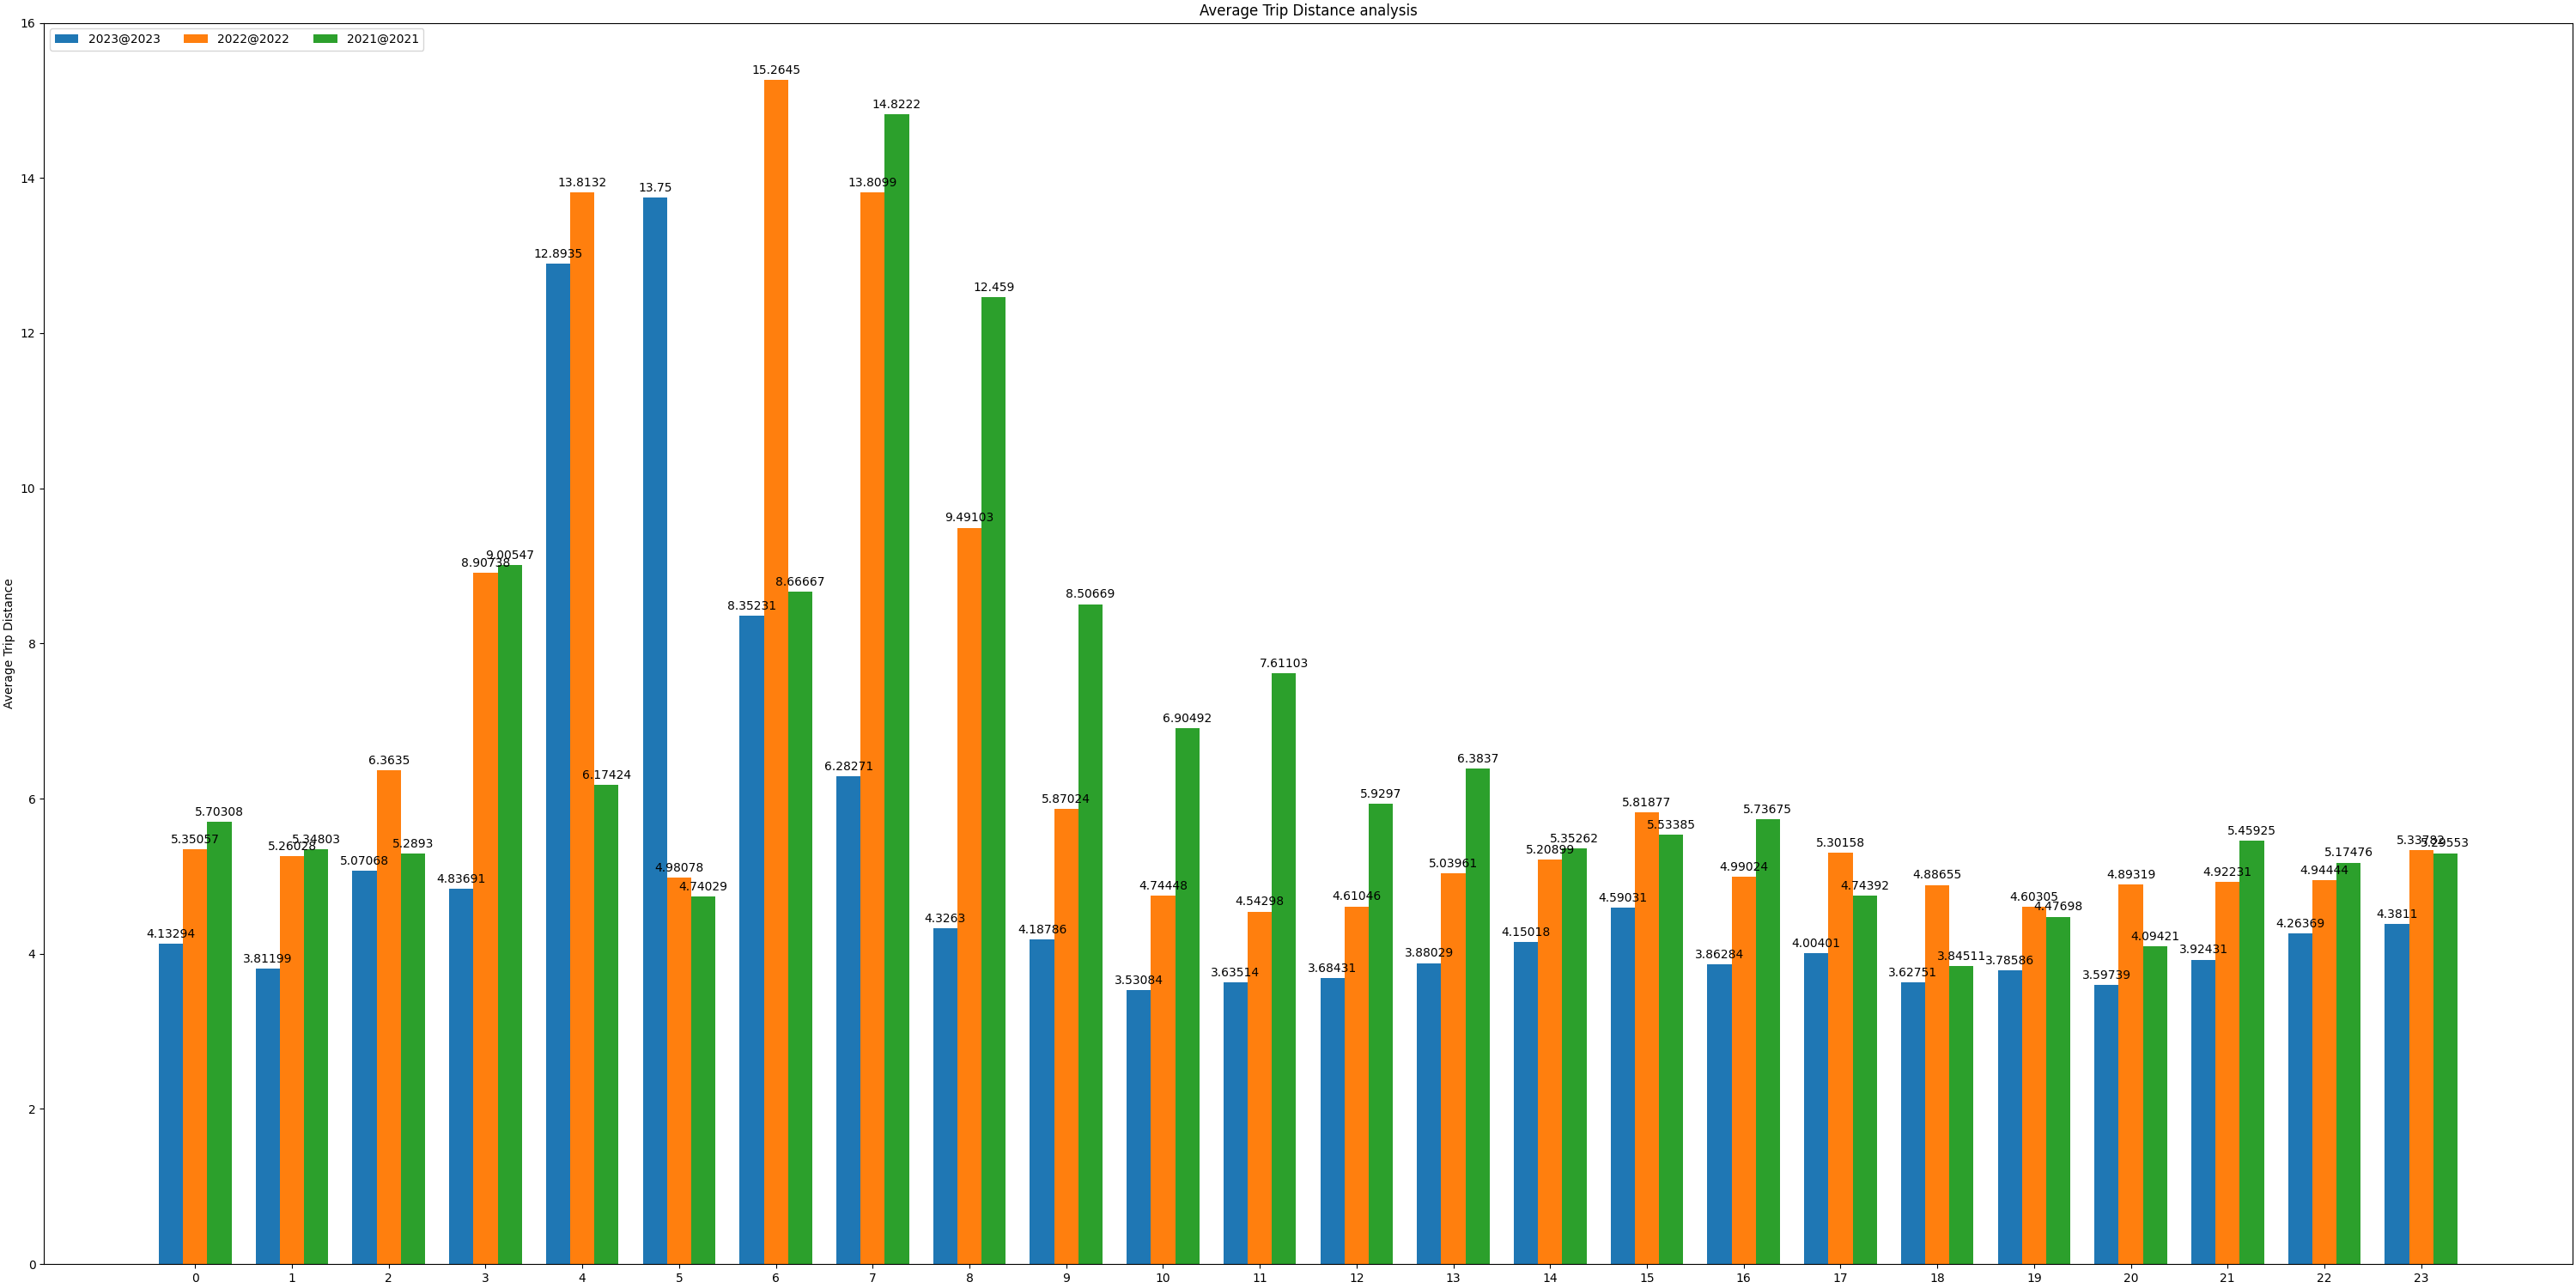 Average Trip Distance analysis
2023@2023 2022@2022 2021@2021
Average Trip Distance
16
14
12
10
8
6
4
2
0
4.13294 5.35057 5.70308
3.81199 5.26028 5.34803
5.07068 6.3635 5.2893
4.83691 8.90738 9.00547
12.8935 13.8132 6.17424
13.75 4.98078 4.74029
8.35231 15.2645 8.66667
6.28271 13.8099 14.8222
4.3263 9.49103 12.459
4.18786 5.87024 8.50669
3.53084 4.74448 6.90492
3.63514 4.54298 7.61103
3.68431 4.61046 5.9297
3.88029 5.03961 6.3837
4.15018 5.20899 5.35262
4.59031 5.81877 5.53385
3.86284 4.99024 5.73675
4.00401 5.30158 4.74392
3.62751 4.88655 3.84511
3.78586 4.60305 4.47698
3.59739 4.89319 4.09421
3.92431 4.92231 5.45925
4.26369 4.94444 5.17476
4.3811 5.33782 5.29553
0 1 2 3 4 5 6 7 8 9 10 11 12 13 14 15 16 17 18 19 20 21 22 23